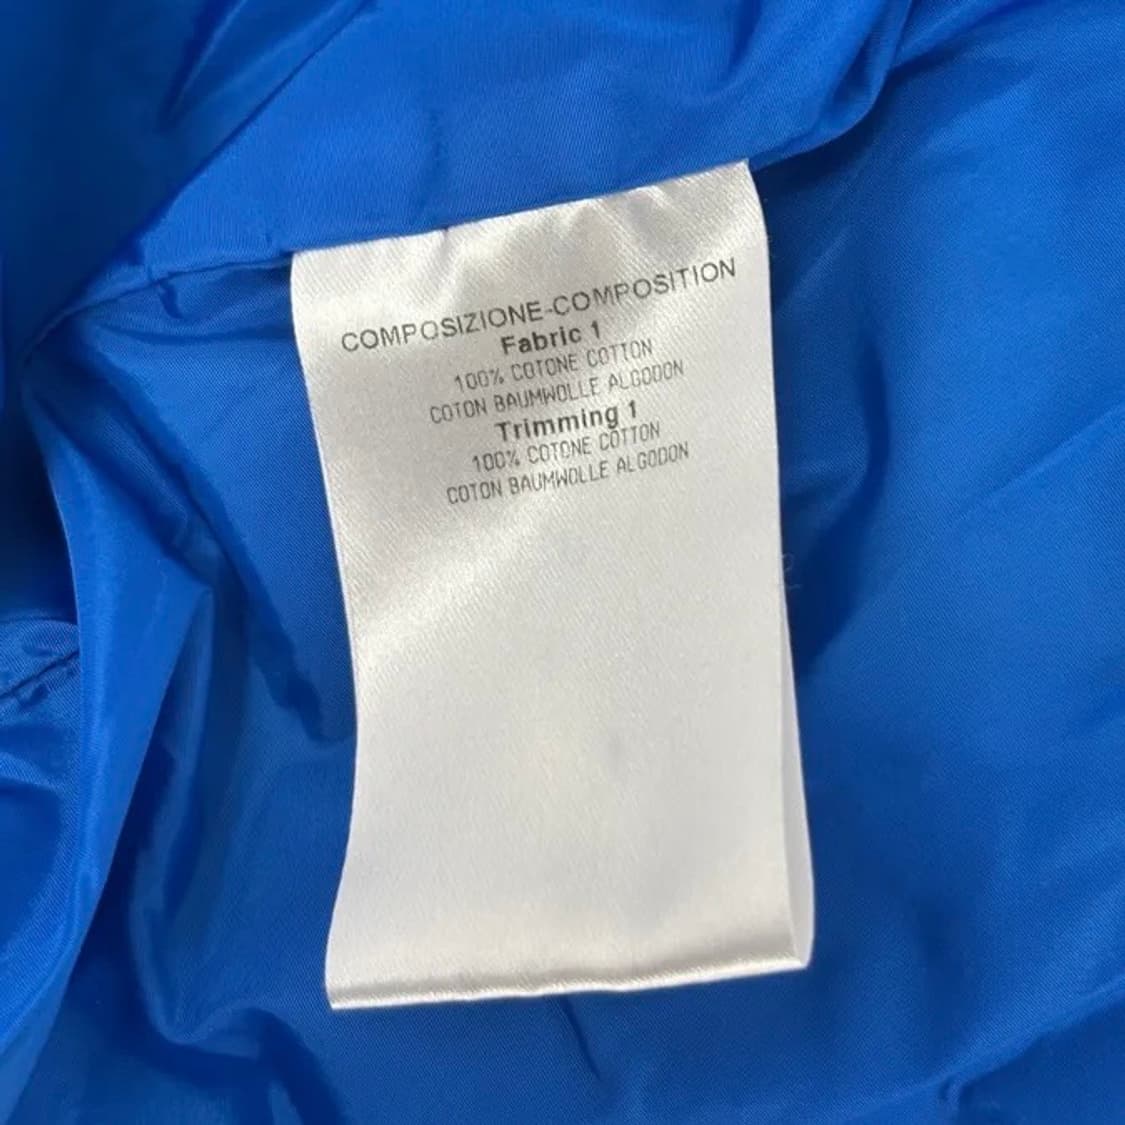 COMPOSIZIONE-COMPOSITION
Fabric 1
100% COTONE COTTON
COTON BAUMWOLLE ALGODON
Trimming 1
100% COTONE COTTON
COTON BAUMWOLLE ALGODON